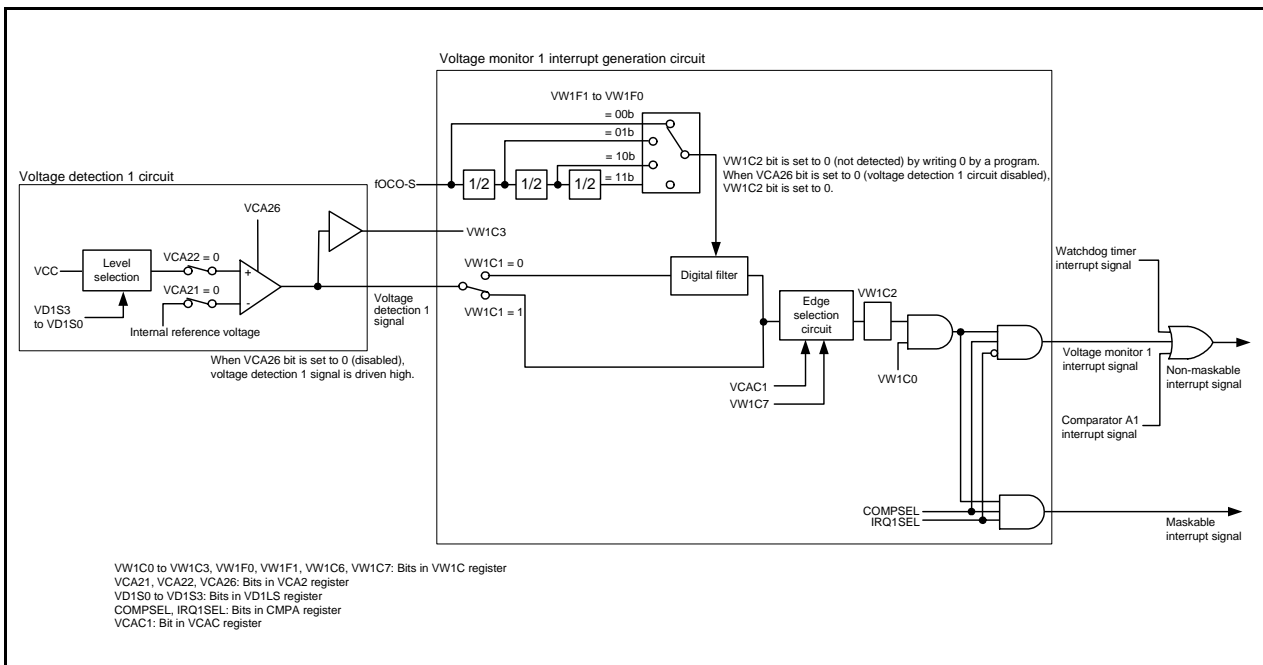 Voltage monitor 1 interrupt generation circuit
VW1F1 to VW1F0
= 00b
= 01b
= 10b
= 11b
fOCO-S
1/2
1/2
1/2
VW1C2 bit is set to 0 (not detected) by writing 0 by a program.
When VCA26 bit is set to 0 (voltage detection 1 circuit disabled),
VW1C2 bit is set to 0.
Voltage detection 1 circuit
VCA26
VW1C3
VCC
Level
selection
VCA22 = 0
+
VCA21 = 0
-
VD1S3
to VD1S0
Internal reference voltage
When VCA26 bit is set to 0 (disabled),
voltage detection 1 signal is driven high.
Voltage
detection 1
signal
VW1C1 = 0
VW1C1 = 1
Digital filter
Edge
selection
circuit
VW1C2
VCAC1
VW1C7
VW1C0
Watchdog timer
interrupt signal
Voltage monitor 1
interrupt signal
Non-maskable
interrupt signal
Comparator A1
interrupt signal
COMPSEL
IRQ1SEL
Maskable
interrupt signal
VW1C0 to VW1C3, VW1F0, VW1F1, VW1C6, VW1C7: Bits in VW1C register
VCA21, VCA22, VCA26: Bits in VCA2 register
VD1S0 to VD1S3: Bits in VD1LS register
COMPSEL, IRQ1SEL: Bits in CMPA register
VCAC1: Bit in VCAC register